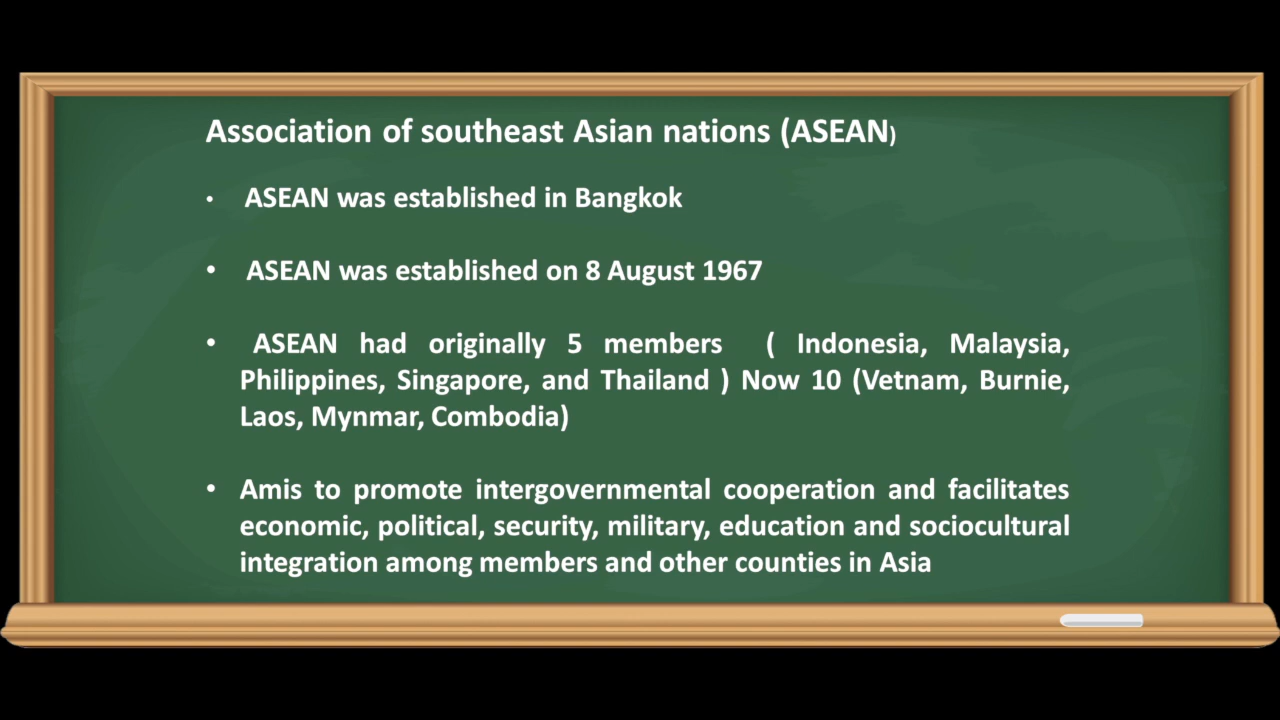 Association of southeast Asian nations (ASEAN)
• ASEAN was established in Bangkok
• ASEAN was established on 8 August 1967
• ASEAN had originally 5 members ( Indonesia, Malaysia,
Philippines, Singapore, and Thailand ) Now 10 (Vetnam, Burnie,
Laos, Mynmar, Combodia)
• Amis to promote intergovernmental cooperation and facilitates
economic, political, security, military, education and sociocultural
integration among members and other counties in Asia